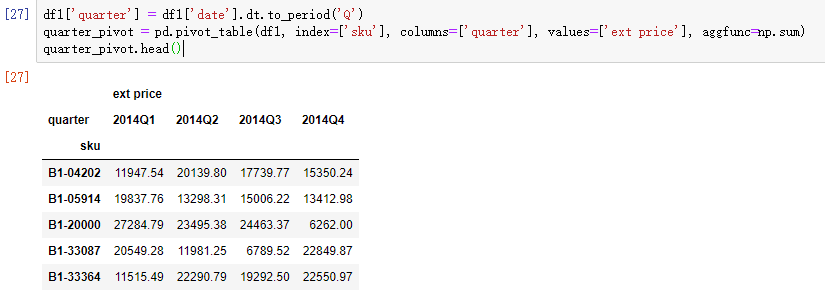 [27] df1['quarter'] = df1['date'].dt.to_period('Q')
quarter_pivot = pd.pivot_table(df1, index=['sku'], columns=['quarter'], values=['ext price'], aggfunc=np.sum)
quarter_pivot.head()
[27]
ext price
quarter 2014Q1 2014Q2 2014Q3 2014Q4
sku
B1-04202 11947.54 20139.80 17739.77 15350.24
B1-05914 19837.76 13298.31 15006.22 13412.98
B1-20000 27284.79 23495.38 24463.37 6262.00
B1-33087 20549.28 11981.25 6789.52 22849.87
B1-33364 11515.49 22290.79 19292.50 22550.97